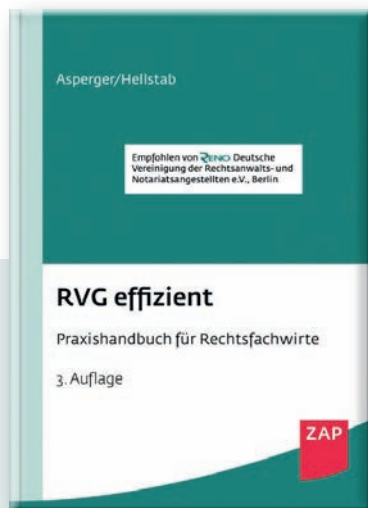 Asperger/Hellstab
Empfohlen von RENO Deutsche
Vereinigung der Rechtsanwalts- und
Notariatsangestellten e.V., Berlin
RVG effizient
Praxishandbuch für Rechtsfachwirte
3. Auflage
ZAP